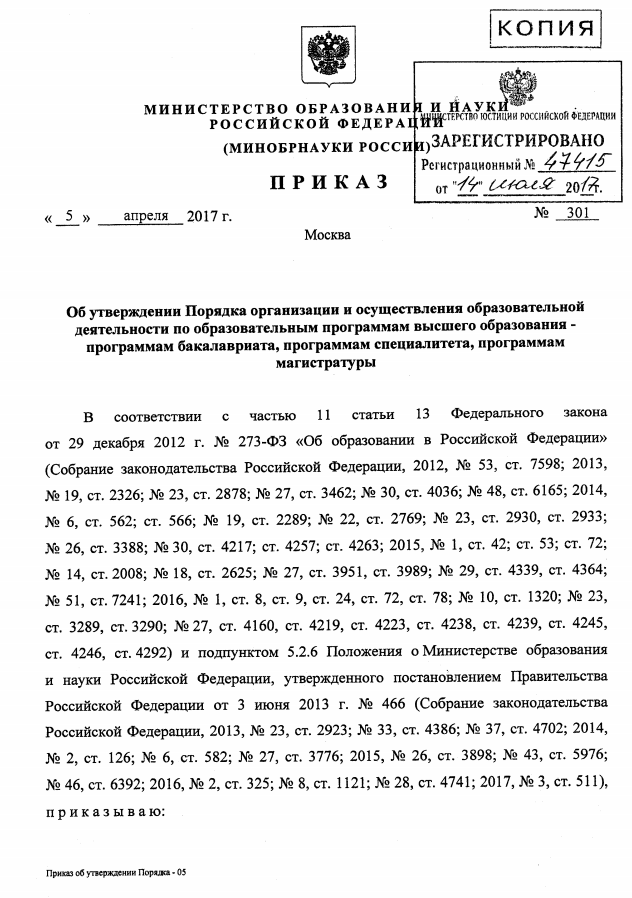 КОПИЯ
МИНИСТЕРСТВО ОБРАЗОВАНИЯ И НАУКИ
РОССИЙСКОЙ ФЕДЕРАЦИИ
(МИНОБРНАУКИ РОССИИ)
П Р И К А З
МИНИСТЕРСТВО ЮСТИЦИИ РОССИЙСКОЙ ФЕДЕРАЦИИ
ЗАРЕГИСТРИРОВАНО
Регистрационный № 47415
от "14" июля 2017г.
« 5 » апреля 2017 г.
№ 301
Москва
Об утверждении Порядка организации и осуществления образовательной
деятельности по образовательным программам высшего образования -
программам бакалавриата, программам специалитета, программам
магистратуры
В соответствии с частью 11 статьи 13 Федерального закона
от 29 декабря 2012 г. № 273-ФЗ «Об образовании в Российской Федерации»
(Собрание законодательства Российской Федерации, 2012, № 53, ст. 7598; 2013,
№ 19, ст. 2326; № 23, ст. 2878; № 27, ст. 3462; № 30, ст. 4036; № 48, ст. 6165; 2014,
№ 6, ст. 562; ст. 566; № 19, ст. 2289; № 22, ст. 2769; № 23, ст. 2930, ст. 2933;
№ 26, ст. 3388; № 30, ст. 4217; ст. 4257; ст. 4263; 2015, № 1, ст. 42; ст. 53; ст. 72;
№ 14, ст. 2008; № 18, ст. 2625; № 27, ст. 3951, ст. 3989; № 29, ст. 4339, ст. 4364;
№ 51, ст. 7241; 2016, № 1, ст. 8, ст. 9, ст. 24, ст. 72, ст. 78; № 10, ст. 1320; № 23,
ст. 3289, ст. 3290; № 27, ст. 4160, ст. 4219, ст. 4223, ст. 4238, ст. 4239, ст. 4245,
ст. 4246, ст. 4292) и подпунктом 5.2.6 Положения о Министерстве образования
и науки Российской Федерации, утвержденного постановлением Правительства
Российской Федерации от 3 июня 2013 г. № 466 (Собрание законодательства
Российской Федерации, 2013, № 23, ст. 2923; № 33, ст. 4386; № 37, ст. 4702; 2014,
№ 2, ст. 126; № 6, ст. 582; № 27, ст. 3776; 2015, № 26, ст. 3898; № 43, ст. 5976;
№ 46, ст. 6392; 2016, № 2, ст. 325; № 8, ст. 1121; № 28, ст. 4741; 2017, № 3, ст. 511),
п р и к а з ы в а ю:
Приказ об утверждении Порядка - 05